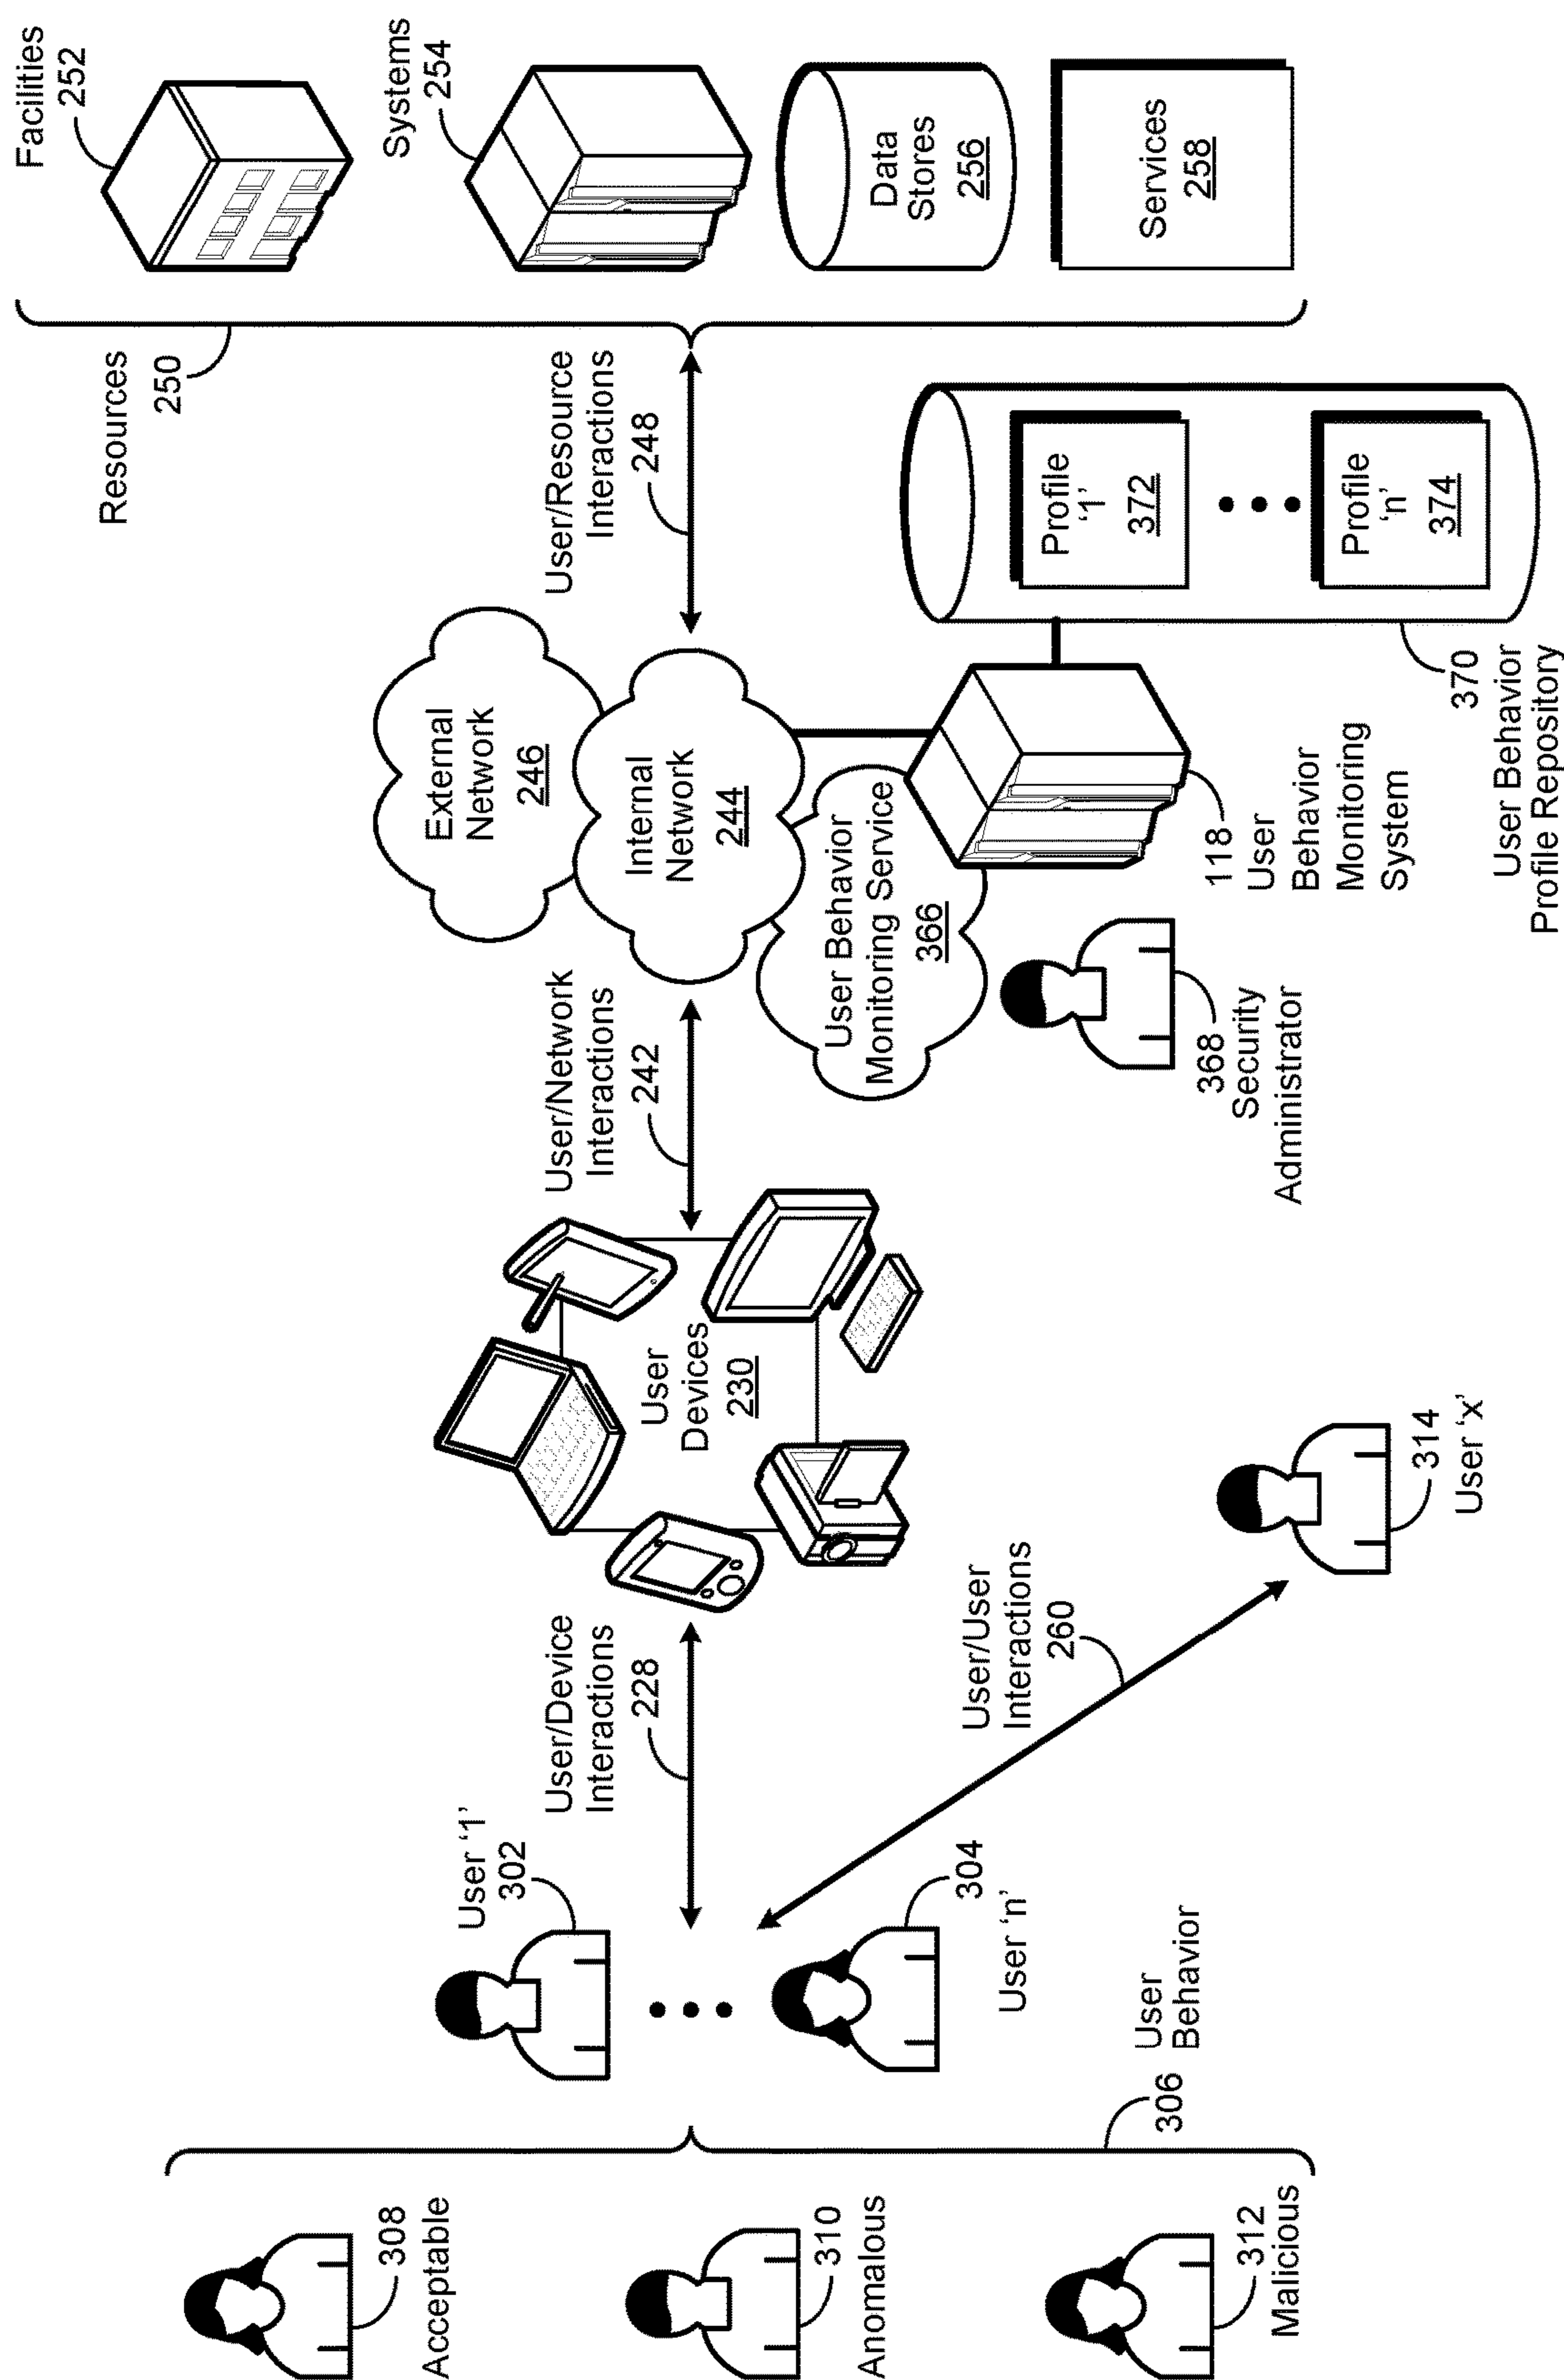 Facilities
252
Resources
250
Systems
254
Data
Stores
256
Services
258
External
Network
246
User/Resource
Interactions
248
Internal
Network
244
User/Network
Interactions
242
User/Device
Interactions
228
User
Devices
230
User Behavior
Monitoring Service
366
Profile
‘1’
372
Profile
‘n’
374
370
User Behavior
Profile Repository
118
User
Behavior
Monitoring
System
368
Security
Administrator
User ‘1’
302
304
User ‘n’
User/User
Interactions
260
314
User ‘x’
306
User
Behavior
308
Acceptable
310
Anomalous
312
Malicious